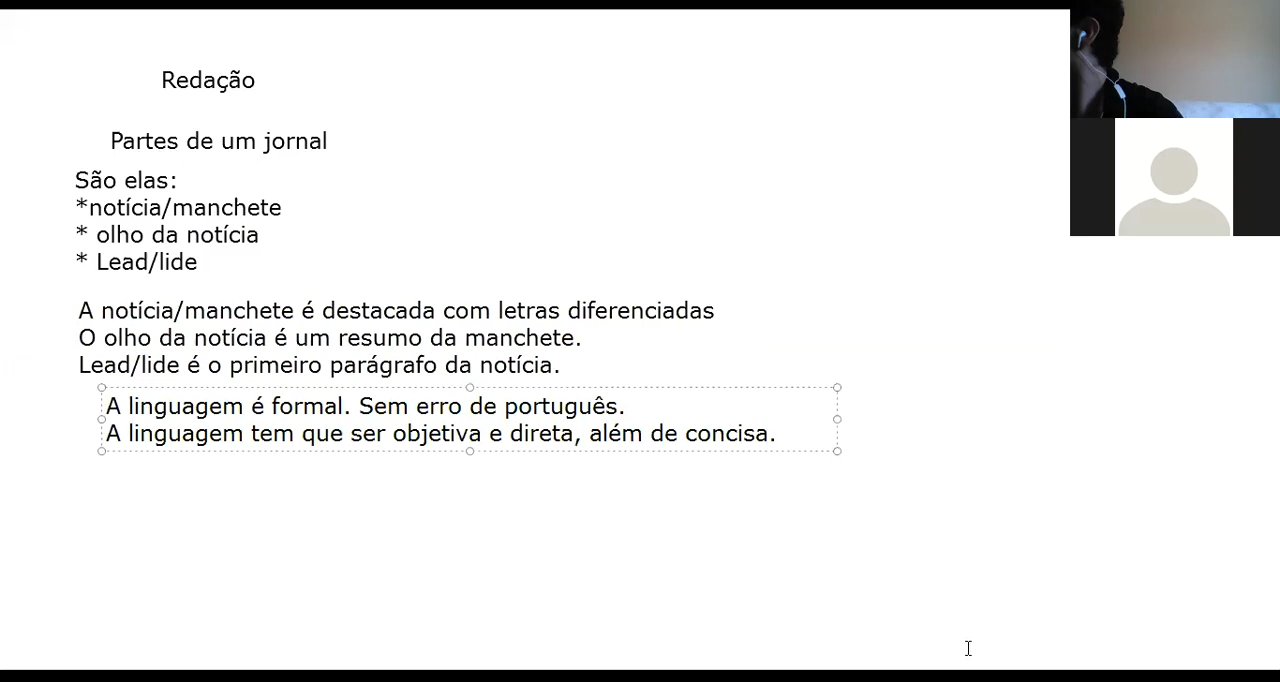 Redação
Partes de um jornal
São elas:
*notícia/manchete
* olho da notícia
* Lead/lide
A notícia/manchete é destacada com letras diferenciadas
O olho da notícia é um resumo da manchete.
Lead/lide é o primeiro parágrafo da notícia.
A linguagem é formal. Sem erro de português.
A linguagem tem que ser objetiva e direta, além de concisa.